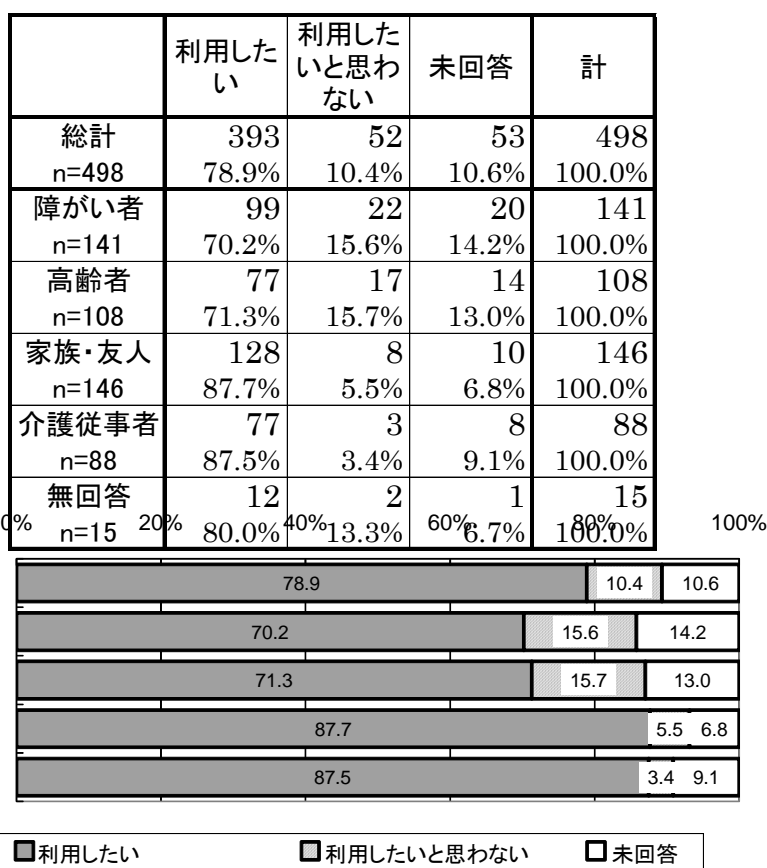 利用した
い
利用した
いと思わ
ない
未回答
計
総計 393 52 53 498
n=498 78.9% 10.4% 10.6% 100.0%
障がい者 99 22 20 141
n=141 70.2% 15.6% 14.2% 100.0%
高齢者 77 17 14 108
n=108 71.3% 15.7% 13.0% 100.0%
家族・友人 128 8 10 146
n=146 87.7% 5.5% 6.8% 100.0%
介護従事者 77 3 8 88
n=88 87.5% 3.4% 9.1% 100.0%
無回答 12 2 1 15
n=15 80.0% 13.3% 6.7% 100.0%
0% 20% 40% 60% 80% 100%
78.9 10.4 10.6
70.2 15.6 14.2
71.3 15.7 13.0
87.7 5.5 6.8
87.5 3.4 9.1
利用したい 利用したいと思わない 未回答